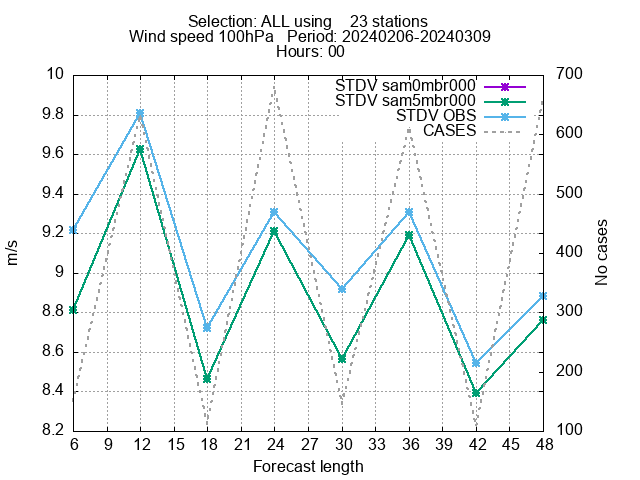 Selection: ALL using    23 stations
Wind speed 100hPa   Period: 20240206-20240309
Hours: 00
STDV sam0mbr000
STDV sam5mbr000
STDV OBS
CASES
10
9.8
9.6
9.4
9.2
9
8.8
8.6
8.4
8.2
m/s
700
600
500
400
300
200
100
No cases
6 9 12 15 18 21 24 27 30 33 36 39 42 45 48
Forecast length